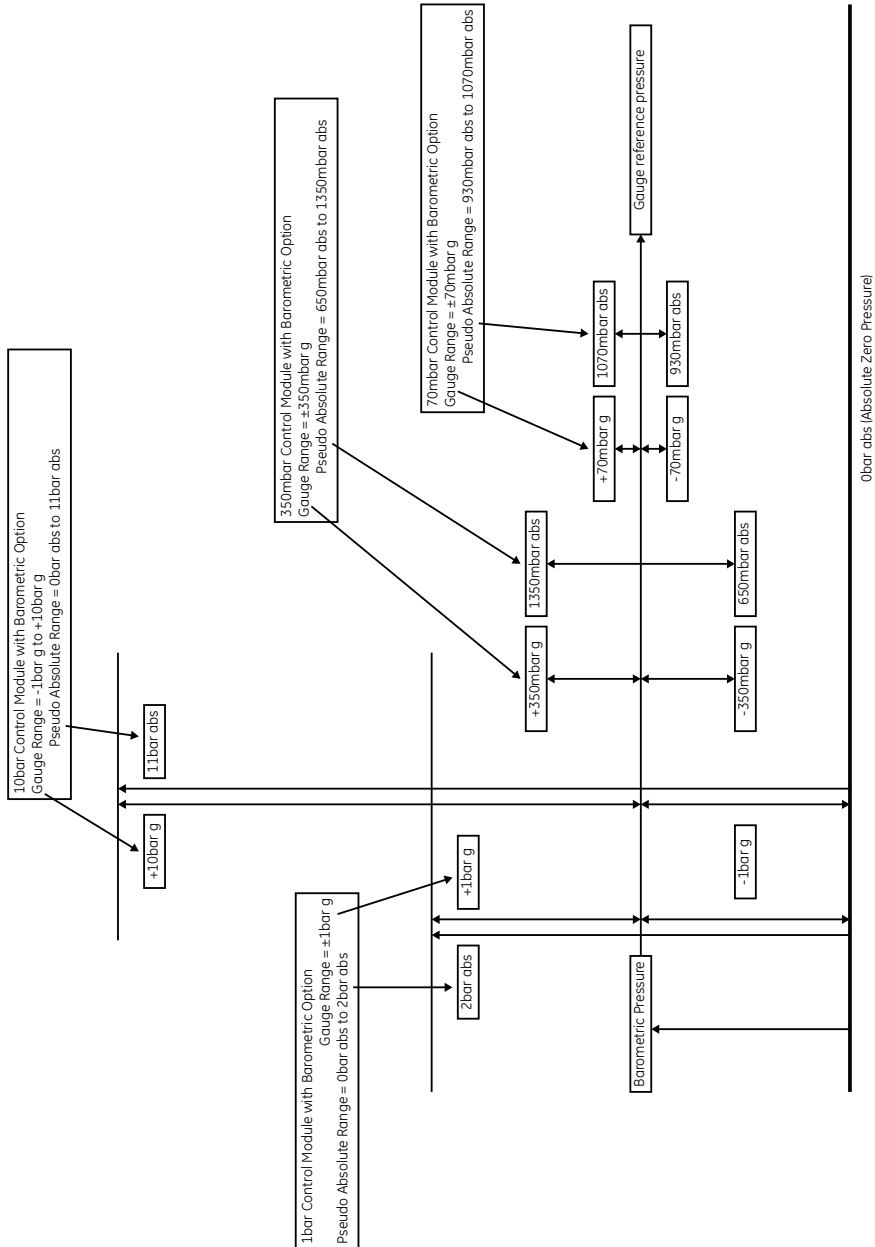 10bar Control Module with Barometric Option
Gauge Range = -1bar g to +10bar g
Pseudo Absolute Range = 0bar abs to 11bar abs
350mbar Control Module with Barometric Option
Gauge Range = ±350mbar g
Pseudo Absolute Range = 650mbar abs to 1350mbar abs
70mbar Control Module with Barometric Option
Gauge Range = ±70mbar g
Pseudo Absolute Range = 930mbar abs to 1070mbar abs
1bar Control Module with Barometric Option
Gauge Range = ±1bar g
Pseudo Absolute Range = 0bar abs to 2bar abs
+10bar g
11bar abs
2bar abs
+1bar g
-1bar g
+350mbar g
-350mbar g
1350mbar abs
650mbar abs
+70mbar g
-70mbar g
1070mbar abs
930mbar abs
Barometric Pressure
Gauge reference pressure
0bar abs (Absolute Zero Pressure)